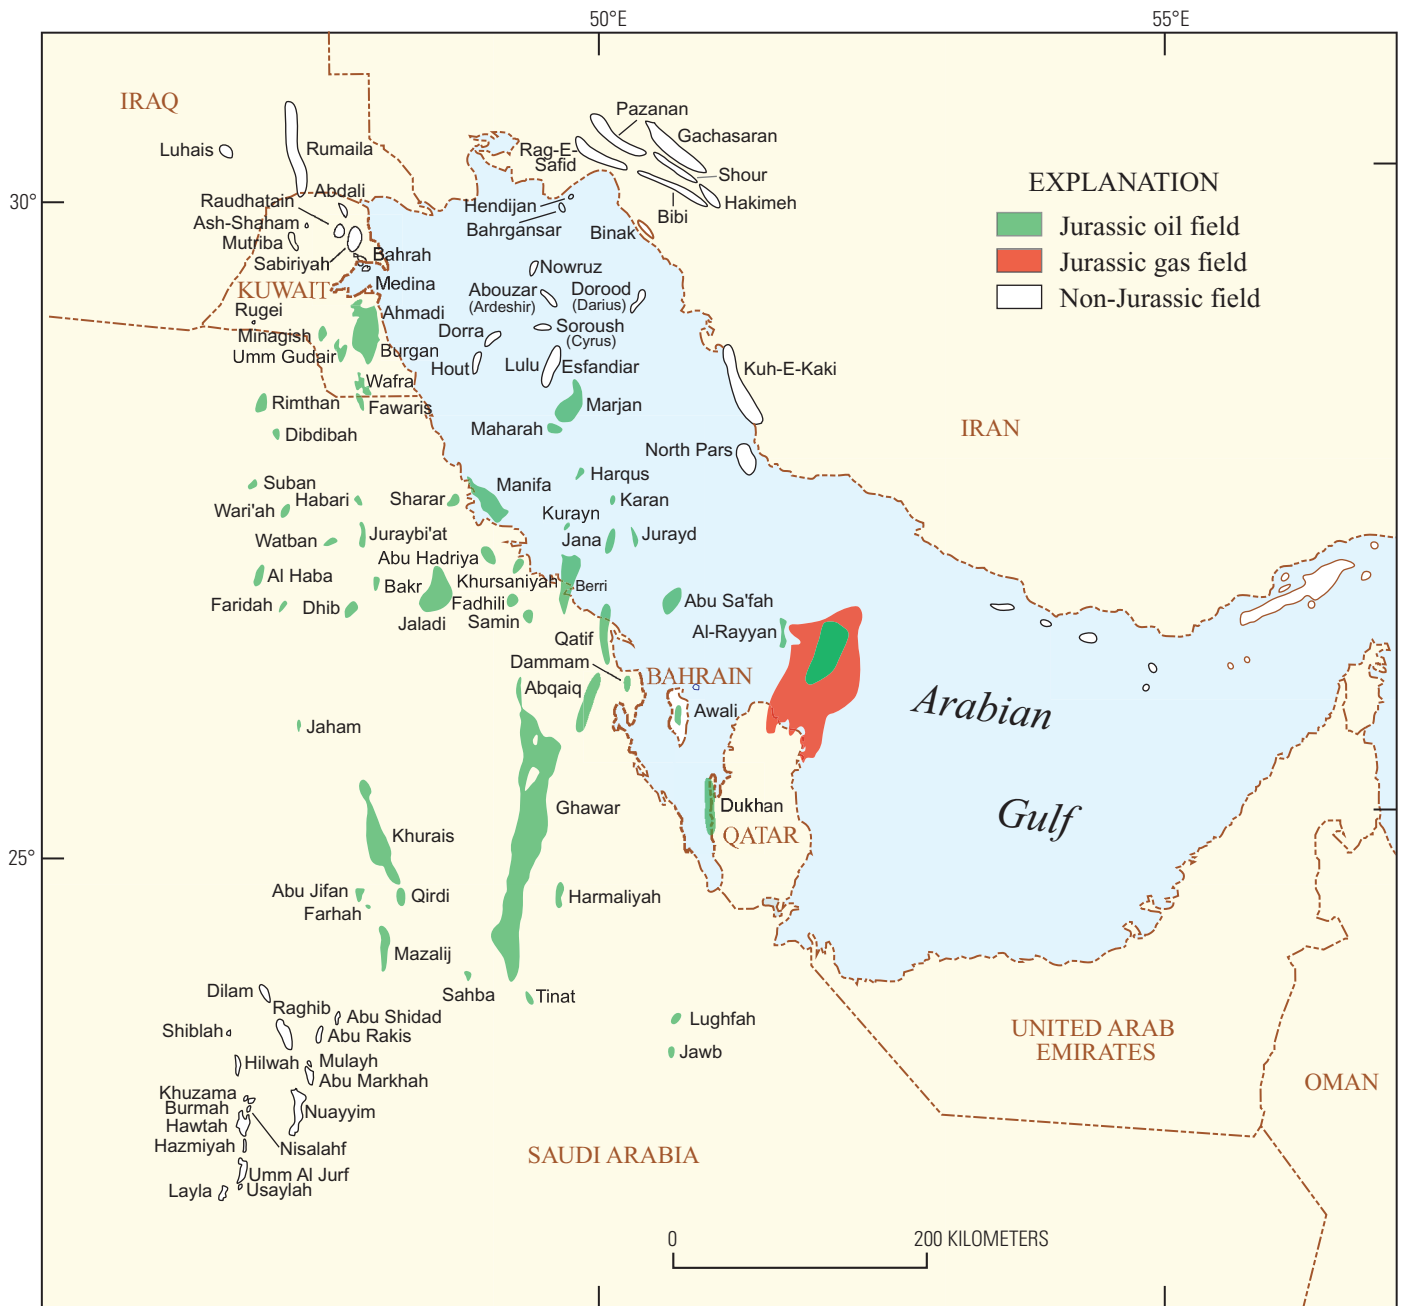 50°E
55°E
IRAQ
Pazanan
Gachasaran
Luhais
Rumaila
Rag-E-
Safid
Shour
EXPLANATION
Abdali
30°
Raudhatain
Hendijan
Hakimeh
Bibi
Ash-Shaham
Bahrgansar
Binak
Jurassic oil field
Mutriba
Bahrah
Sabiriyah
Nowruz
Jurassic gas field
Medina
KUWAIT
Abouzar
(Ardeshir)
Dorood
(Darius)
Non-Jurassic field
Rugei
Ahmadi
Minagish
Dorra
Soroush
(Cyrus)
Umm Gudair
Burgan
Hout
Lulu
Esfandiar
Kuh-E-Kaki
Wafra
Rimthan
Fawaris
Marjan
Dibdibah
Maharah
IRAN
North Pars
Suban
Harqus
Manifa
Habari
Sharar
Karan
Wari'ah
Kurayn
Watban
Juraybi'at
Jana
Jurayd
Abu Hadriya
Al Haba
Bakr
Khursaniyah
Berri
Faridah
Dhib
Fadhili
Abu Sa'fah
Jaladi
Samin
Al-Rayyan
Qatif
Dammam
BAHRAIN
Abqaiq
Arabian
Awali
Jaham
Ghawar
Dukhan
Gulf
Khurais
QATAR
25°
Abu Jifan
Qirdi
Harmaliyah
Farhah
Mazalij
Dilam
Sahba
Tinat
Raghib
Abu Shidad
Lughfah
Shiblah
Abu Rakis
UNITED ARAB
EMIRATES
Jawb
Hilwah
Mulayh
Abu Markhah
OMAN
Khuzama
Burmah
Nuayyim
Hawtah
Hazmiyah
Nisalahf
SAUDI ARABIA
Umm Al Jurf
Layla
Usaylah
0
200 KILOMETERS